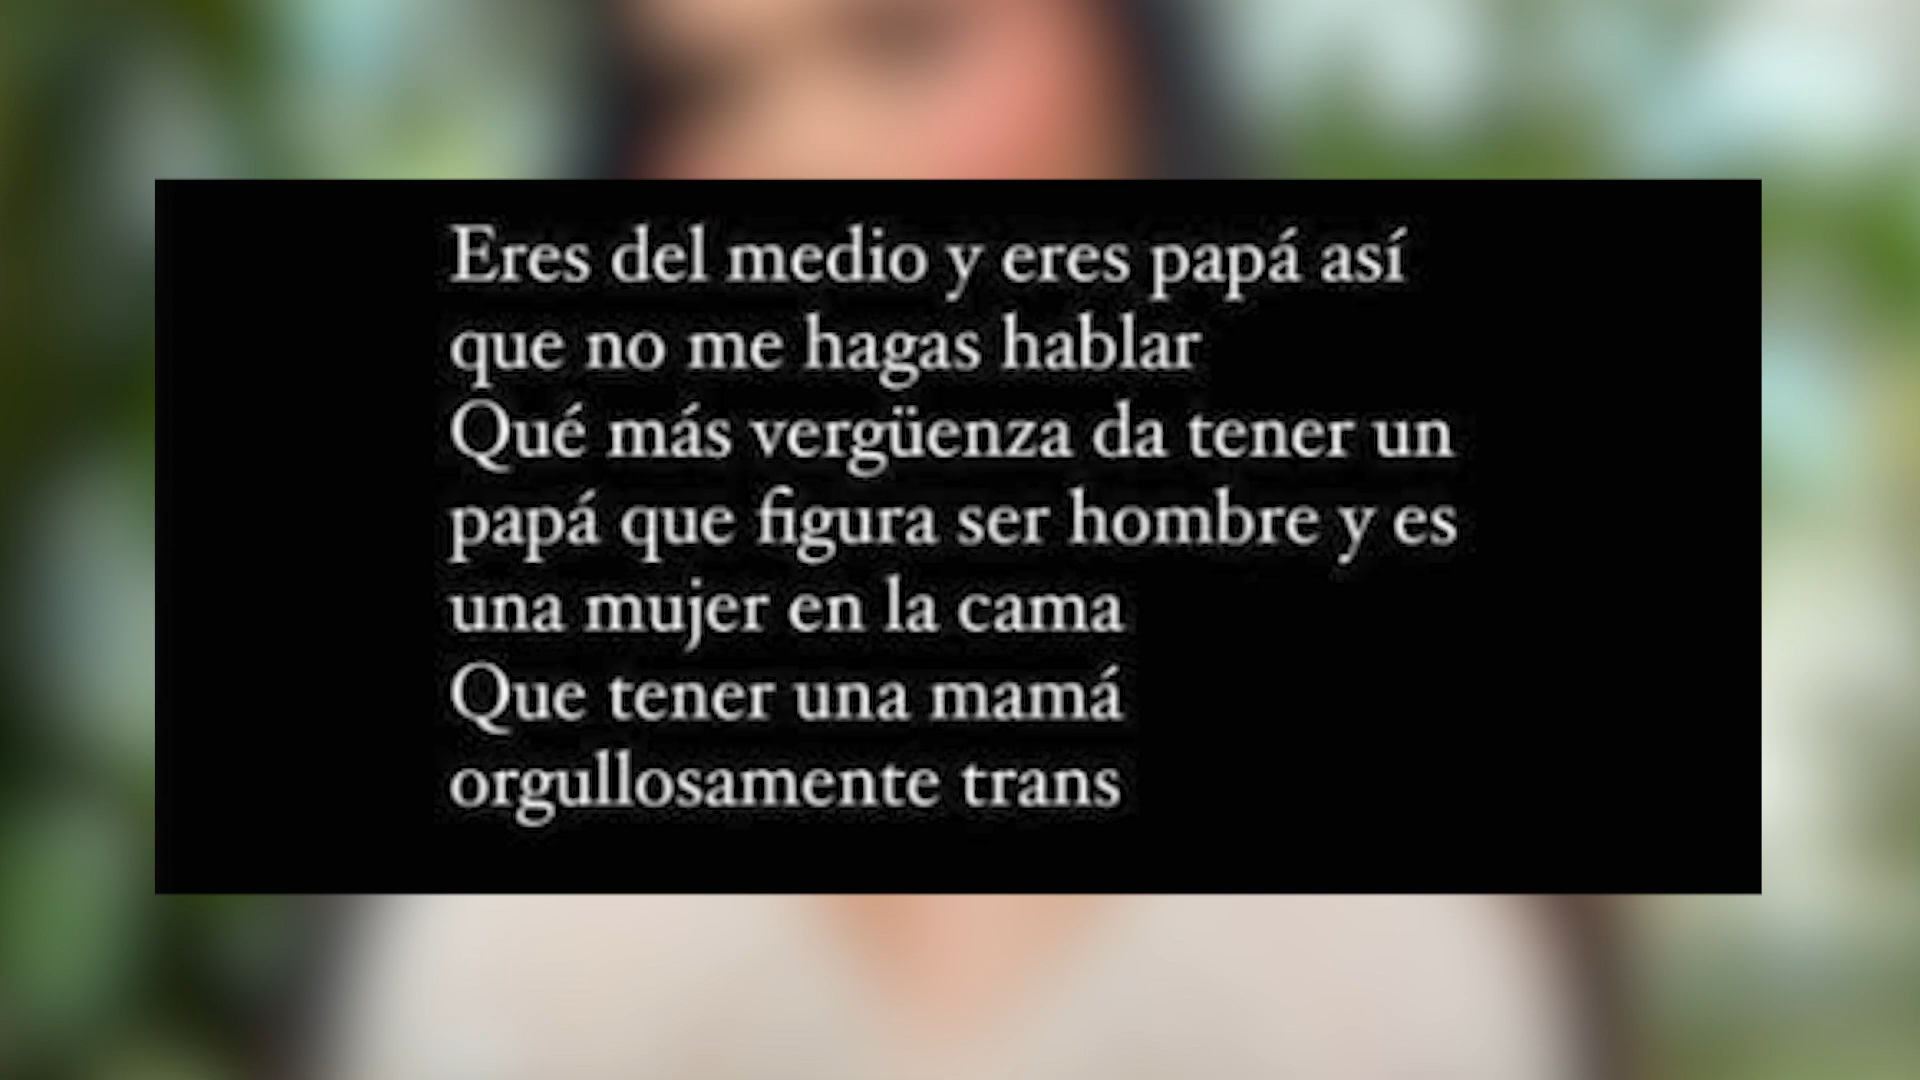 Eres del medio y eres papá así
que no me hagas hablar
Qué más vergüenza da tener un
papá que figura ser hombre y es
una mujer en la cama
Que tener una mamá
orgullosamente trans